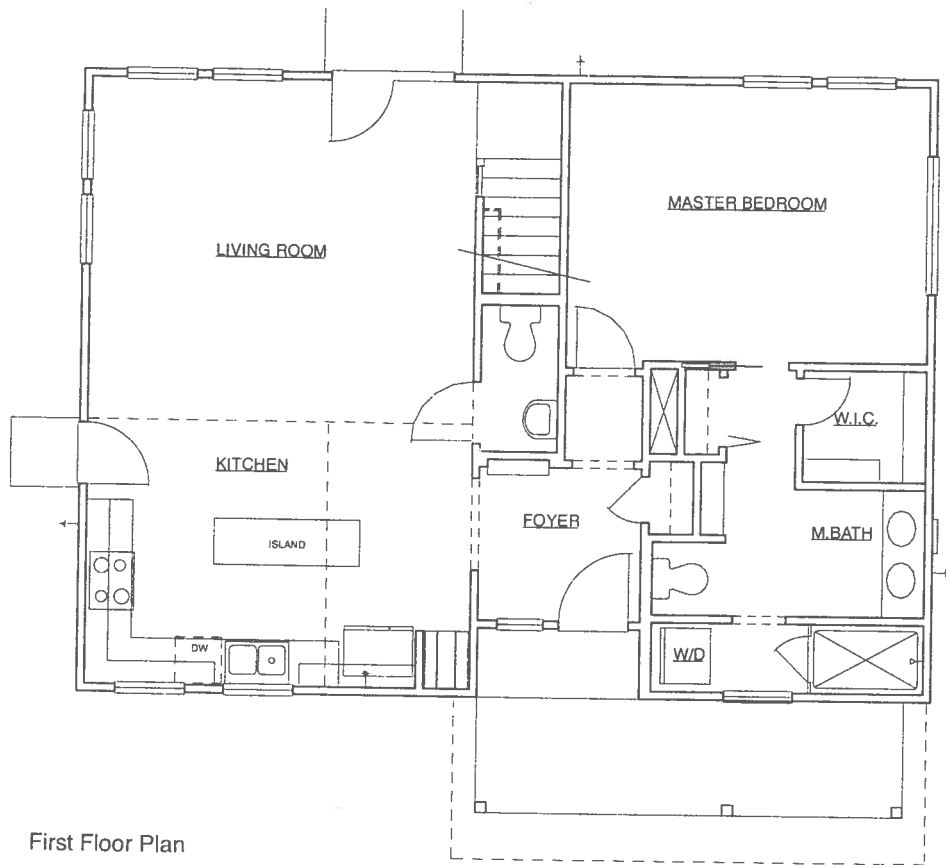 MASTER BEDROOM
LIVING ROOM
W.I.C.
KITCHEN
FOYER
M.BATH
ISLAND
DW
W/D
First Floor Plan